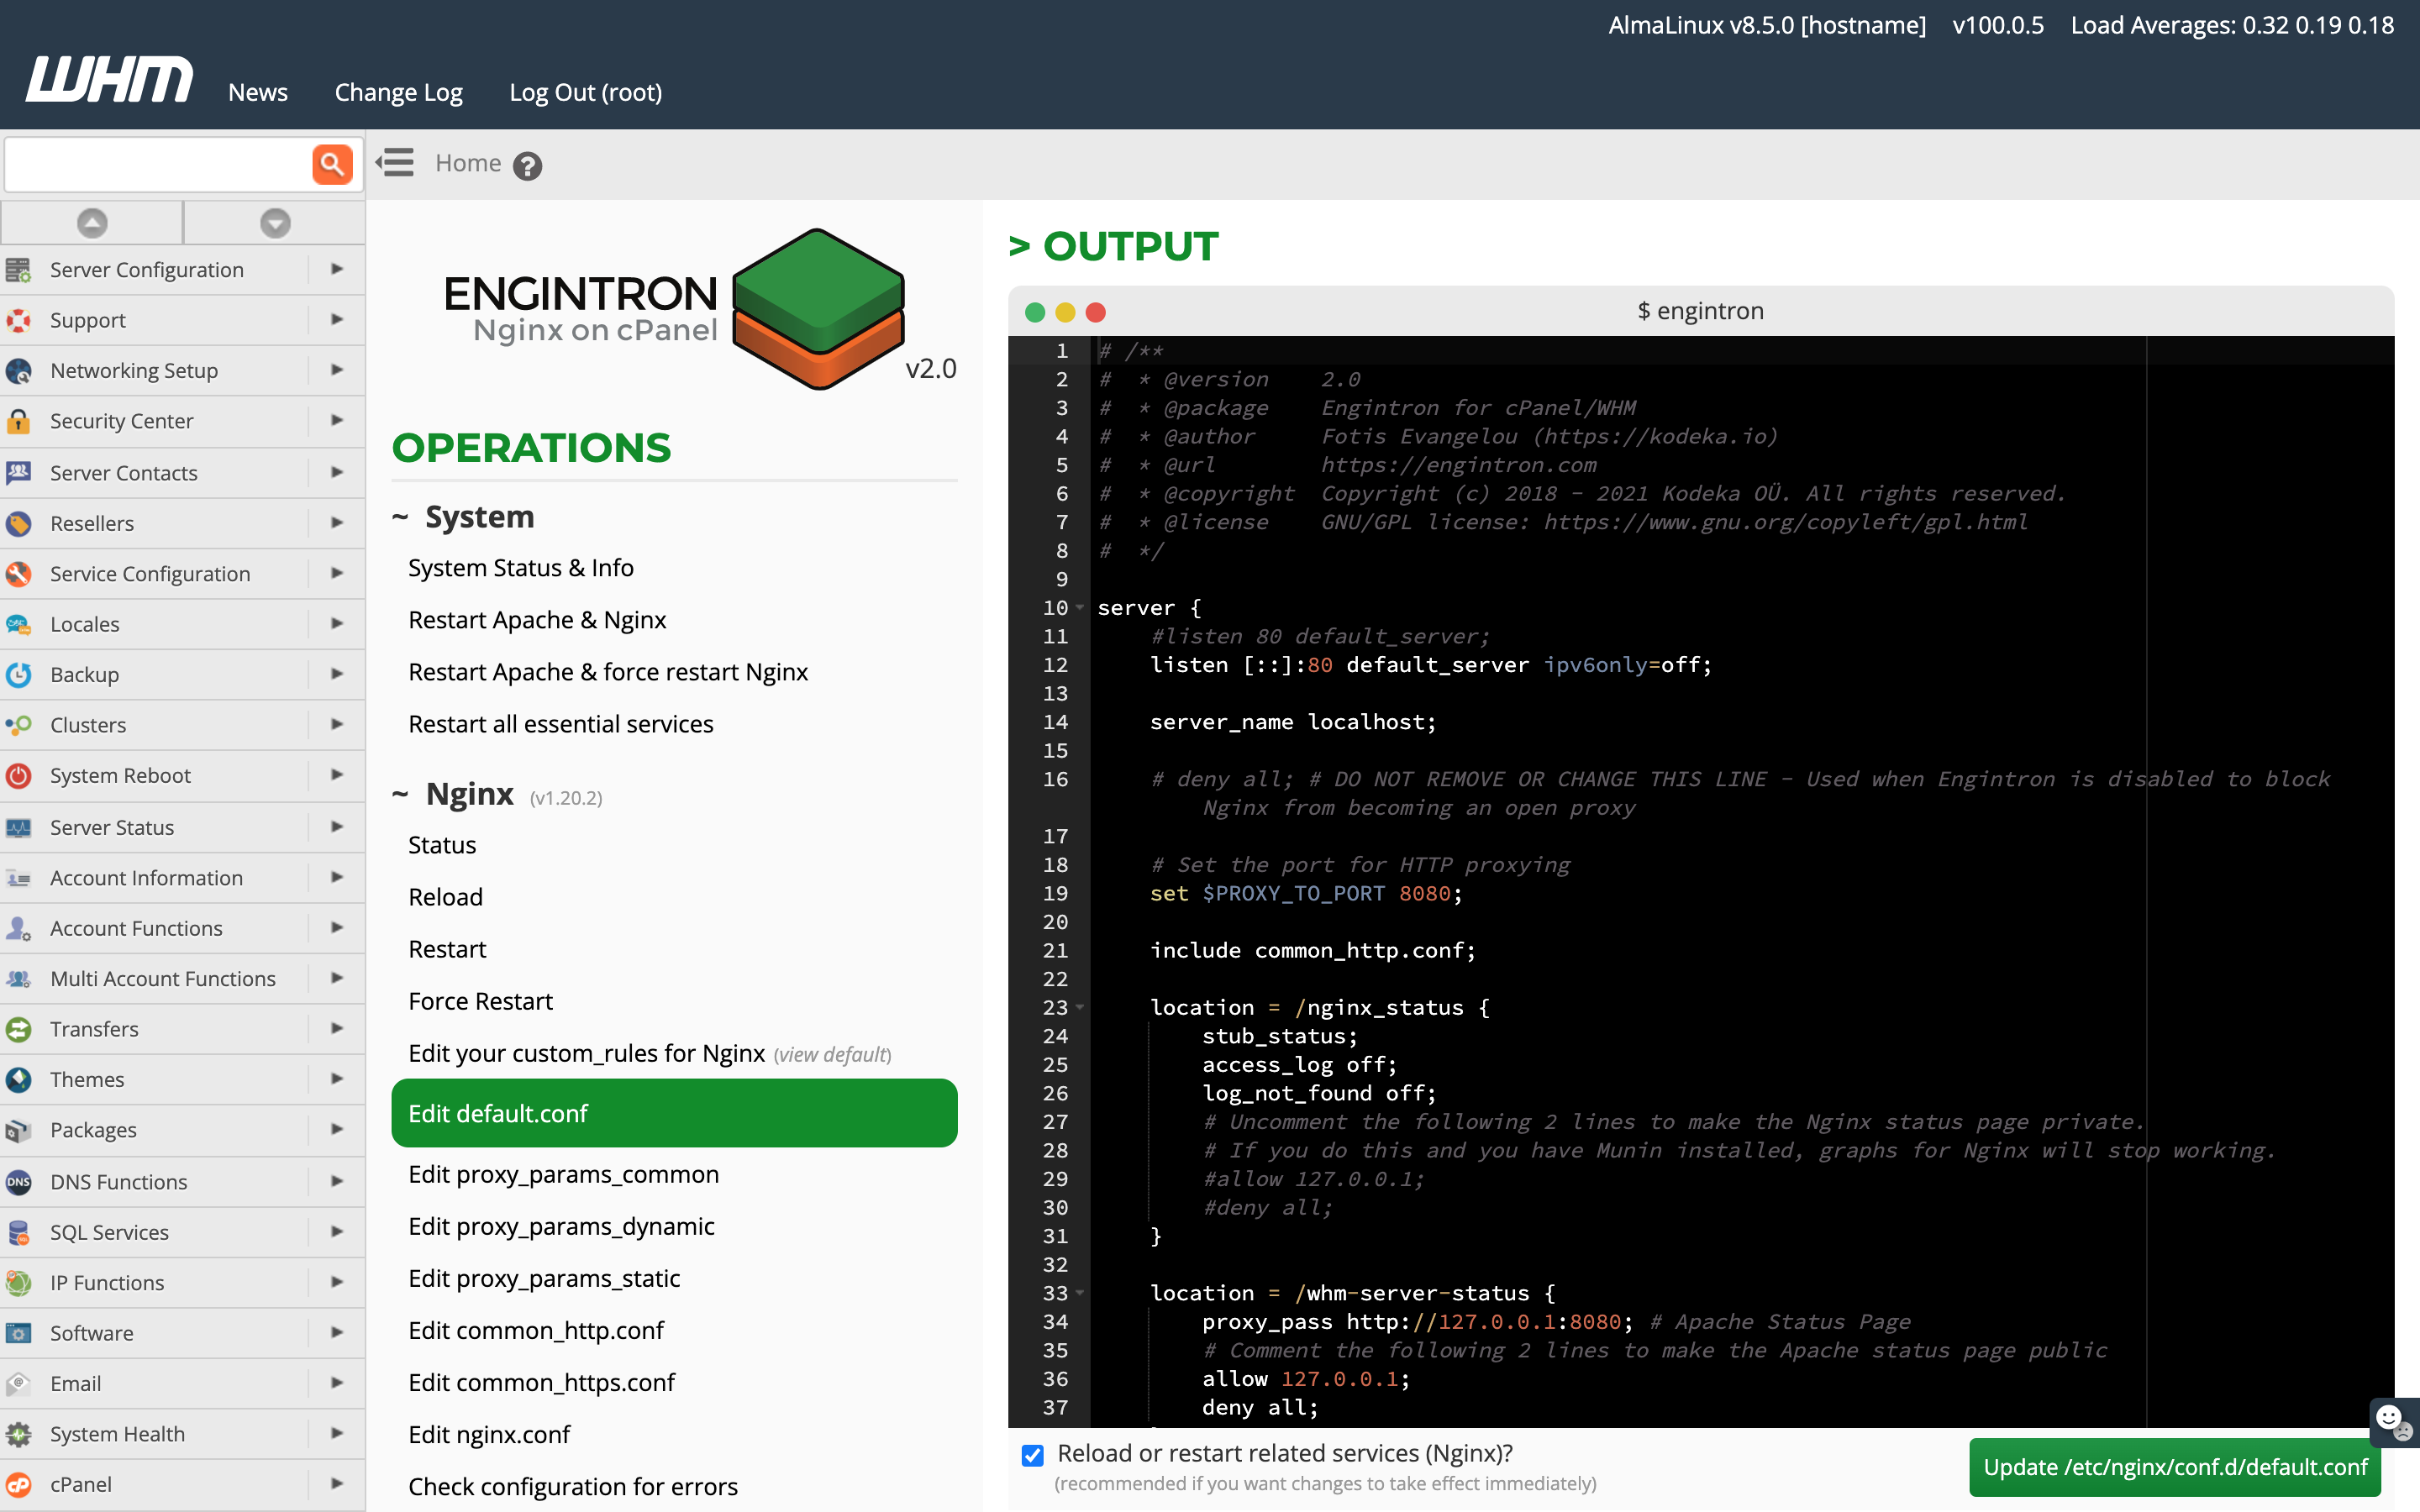 AlmaLinux v8.5.0 [hostname] v100.0.5 Load Averages: 0.32 0.19 0.18
WHM News Change Log Log Out (root)
Home
Server Configuration
Support
Networking Setup
Security Center
Server Contacts
Resellers
Service Configuration
Locales
Backup
Clusters
System Reboot
Server Status
Account Information
Account Functions
Multi Account Functions
Transfers
Themes
Packages
DNS Functions
SQL Services
IP Functions
Software
Email
System Health
cPanel
ENGINTRON
Nginx on cPanel
v2.0
OPERATIONS
~ System
System Status & Info
Restart Apache & Nginx
Restart Apache & force restart Nginx
Restart all essential services
~ Nginx (v1.20.2)
Status
Reload
Restart
Force Restart
Edit your custom_rules for Nginx (view default)
Edit default.conf
Edit proxy_params_common
Edit proxy_params_dynamic
Edit proxy_params_static
Edit common_http.conf
Edit common_https.conf
Edit nginx.conf
Check configuration for errors
> OUTPUT
$ engintron
1 # /**
2 #  * @version    2.0
3 #  * @package    Engintron for cPanel/WHM
4 #  * @author     Fotis Evangelou (https://kodeka.io)
5 #  * @url        https://engintron.com
6 #  * @copyright  Copyright (c) 2018 - 2021 Kodeka OÜ. All rights reserved.
7 #  * @license    GNU/GPL license: https://www.gnu.org/copyleft/gpl.html
8 #  */
9
10 server {
11     #listen 80 default_server;
12     listen [::]:80 default_server ipv6only=off;
13
14     server_name localhost;
15
16     # deny all; # DO NOT REMOVE OR CHANGE THIS LINE - Used when Engintron is disabled to block
Nginx from becoming an open proxy
17
18     # Set the port for HTTP proxying
19     set $PROXY_TO_PORT 8080;
20
21     include common_http.conf;
22
23     location = /nginx_status {
24         stub_status;
25         access_log off;
26         log_not_found off;
27         # Uncomment the following 2 lines to make the Nginx status page private.
28         # If you do this and you have Munin installed, graphs for Nginx will stop working.
29         #allow 127.0.0.1;
30         #deny all;
31     }
32
33     location = /whm-server-status {
34         proxy_pass http://127.0.0.1:8080; # Apache Status Page
35         # Comment the following 2 lines to make the Apache status page public
36         allow 127.0.0.1;
37         deny all;
Reload or restart related services (Nginx)?
(recommended if you want changes to take effect immediately)
Update /etc/nginx/conf.d/default.conf